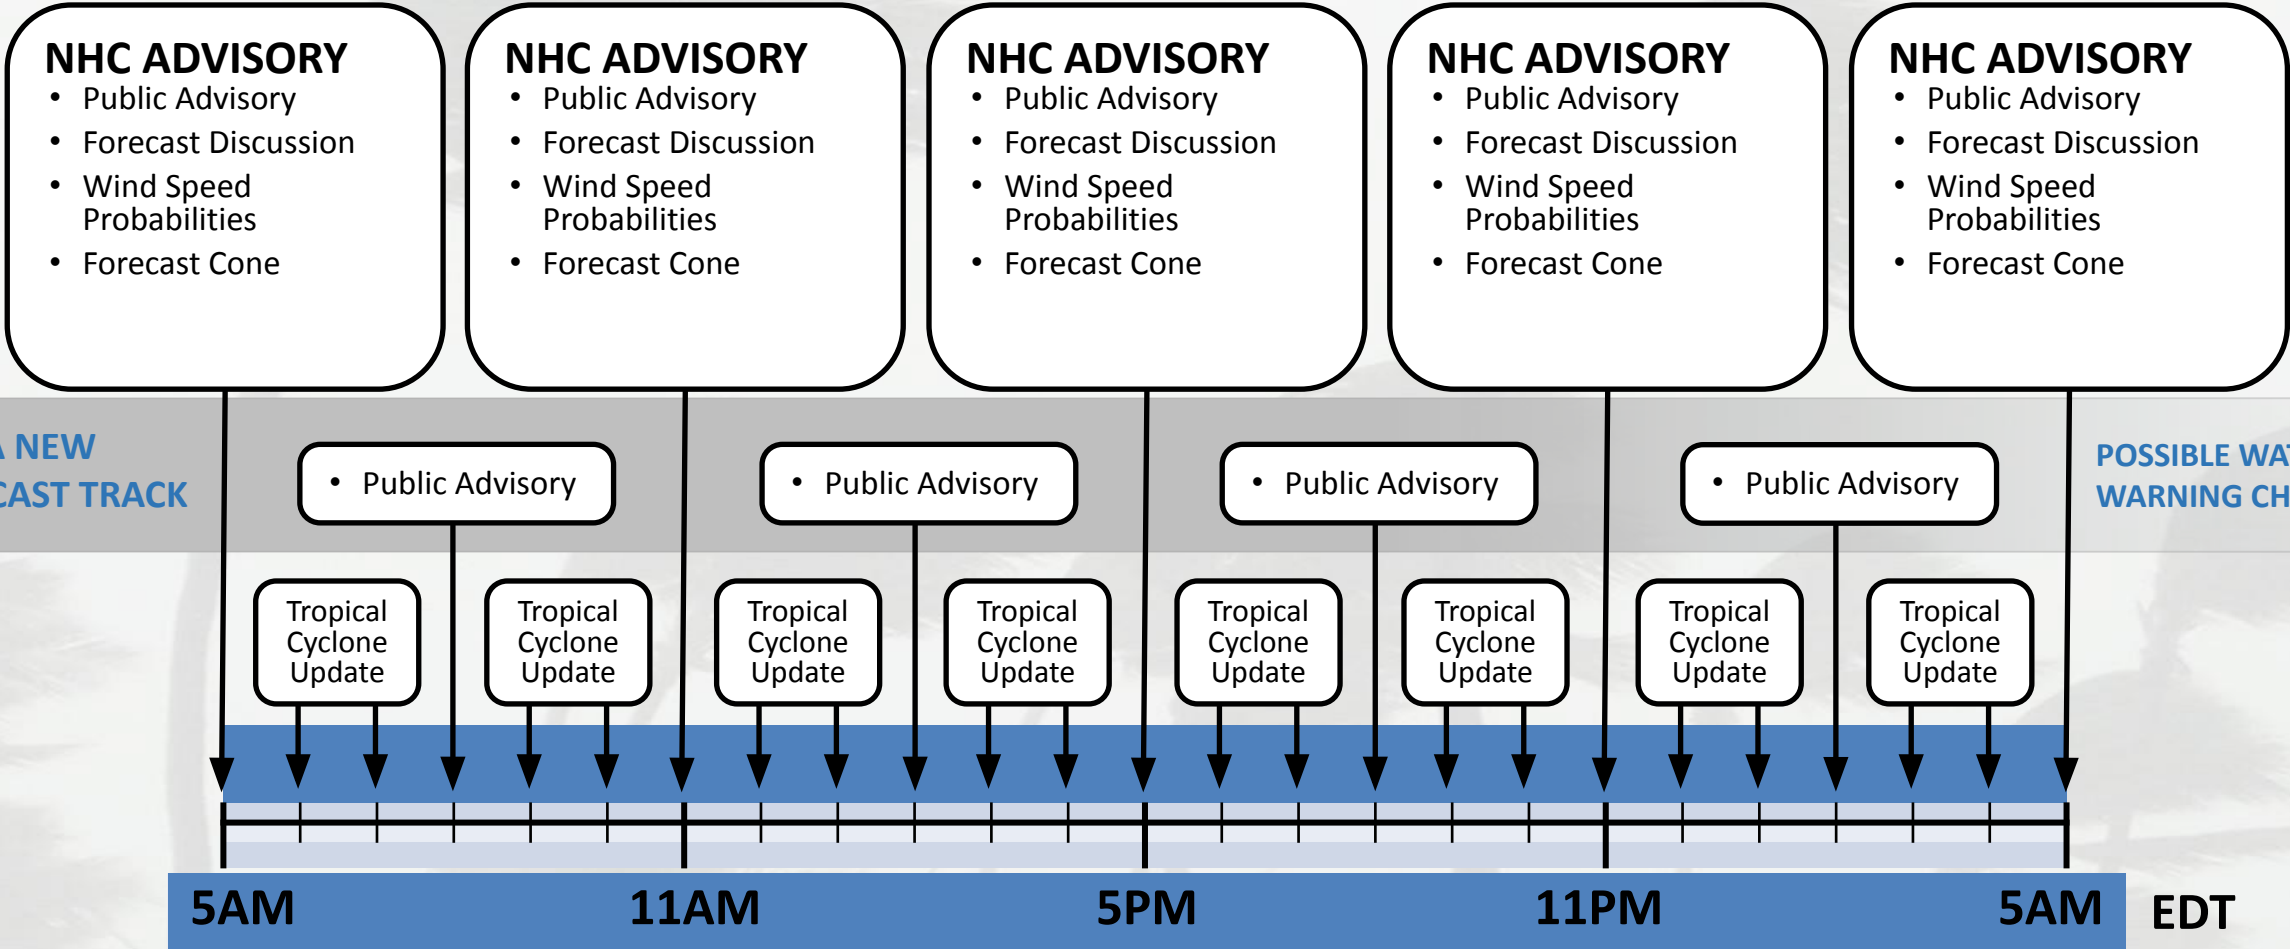 NHC ADVISORY
• Public Advisory
• Forecast Discussion
• Wind Speed
Probabilities
• Forecast Cone
NHC ADVISORY
• Public Advisory
• Forecast Discussion
• Wind Speed
Probabilities
• Forecast Cone
NHC ADVISORY
• Public Advisory
• Forecast Discussion
• Wind Speed
Probabilities
• Forecast Cone
NHC ADVISORY
• Public Advisory
• Forecast Discussion
• Wind Speed
Probabilities
• Forecast Cone
NHC ADVISORY
• Public Advisory
• Forecast Discussion
• Wind Speed
Probabilities
• Forecast Cone
A NEW
CAST TRACK
• Public Advisory
• Public Advisory
• Public Advisory
• Public Advisory
POSSIBLE WAT
WARNING CH
Tropical
Cyclone
Update
Tropical
Cyclone
Update
Tropical
Cyclone
Update
Tropical
Cyclone
Update
Tropical
Cyclone
Update
Tropical
Cyclone
Update
Tropical
Cyclone
Update
Tropical
Cyclone
Update
5AM
11AM
5PM
11PM
5AM
EDT